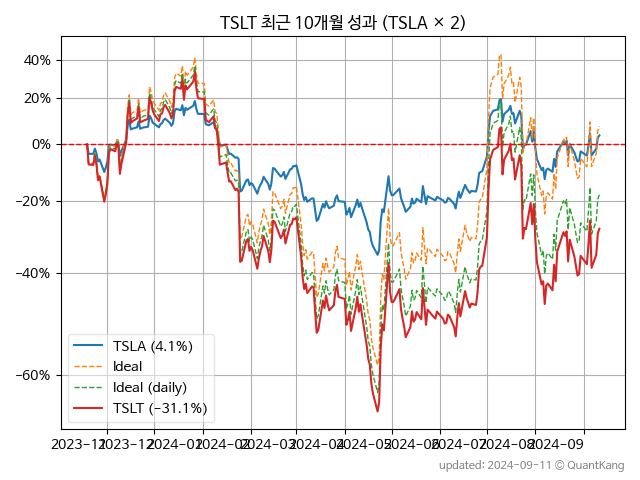 TSLT 최근 10개월 성과 (TSLA × 2)
40%
20%
0%
−20%
−40%
−60%
TSLA (4.1%)
Ideal
Ideal (daily)
TSLT (−31.1%)
2023-11 2023-12 2024-01 2024-02 2024-03 2024-04 2024-05 2024-06 2024-07 2024-08 2024-09
updated: 2024-09-11 © QuantKang